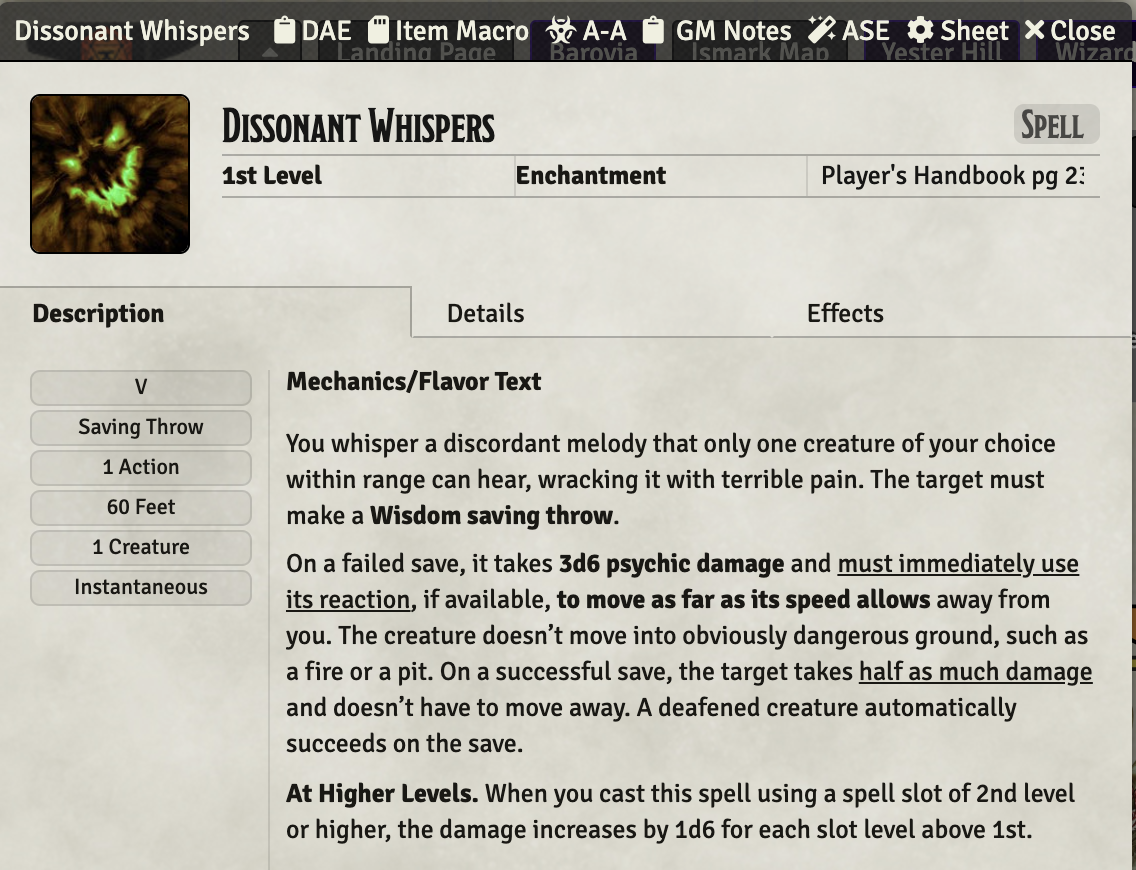 Dissonant Whispers DAE Item Macro A-A GM Notes ASE Sheet Close
Landing Page Barovia Ismark Map Yester Hill Wizard
Dissonant Whispers
Spell
1st Level Enchantment Player's Handbook pg
Description Details Effects
V
Saving Throw
1 Action
60 Feet
1 Creature
Instantaneous
Mechanics/Flavor Text
You whisper a discordant melody that only one creature of your choice
within range can hear, wracking it with terrible pain. The target must
make a Wisdom saving throw.
On a failed save, it takes 3d6 psychic damage and must immediately use
its reaction, if available, to move as far as its speed allows away from
you. The creature doesn’t move into obviously dangerous ground, such as
a fire or a pit. On a successful save, the target takes half as much damage
and doesn’t have to move away. A deafened creature automatically
succeeds on the save.
At Higher Levels. When you cast this spell using a spell slot of 2nd level
or higher, the damage increases by 1d6 for each slot level above 1st.